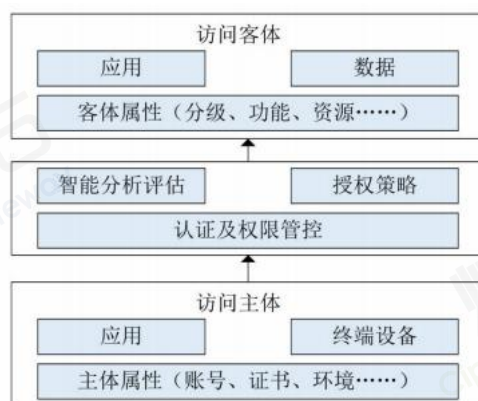 访问客体
应用 数据
客体属性（分级、功能、资源……）
智能分析评估 授权策略
认证及权限管控
访问主体
应用 终端设备
主体属性（账号、证书、环境……）